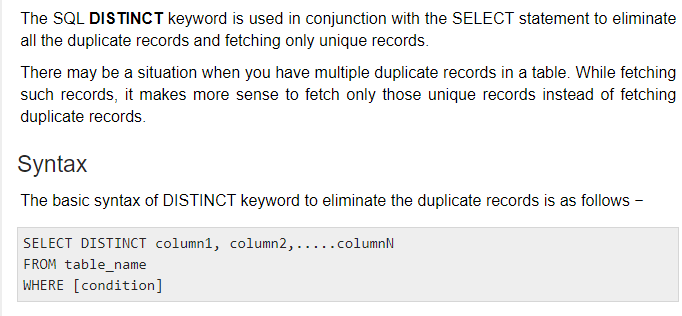 The SQL DISTINCT keyword is used in conjunction with the SELECT statement to eliminate
all the duplicate records and fetching only unique records.
There may be a situation when you have multiple duplicate records in a table. While fetching
such records, it makes more sense to fetch only those unique records instead of fetching
duplicate records.
Syntax
The basic syntax of DISTINCT keyword to eliminate the duplicate records is as follows −
SELECT DISTINCT column1, column2,.....columnN
FROM table_name
WHERE [condition]